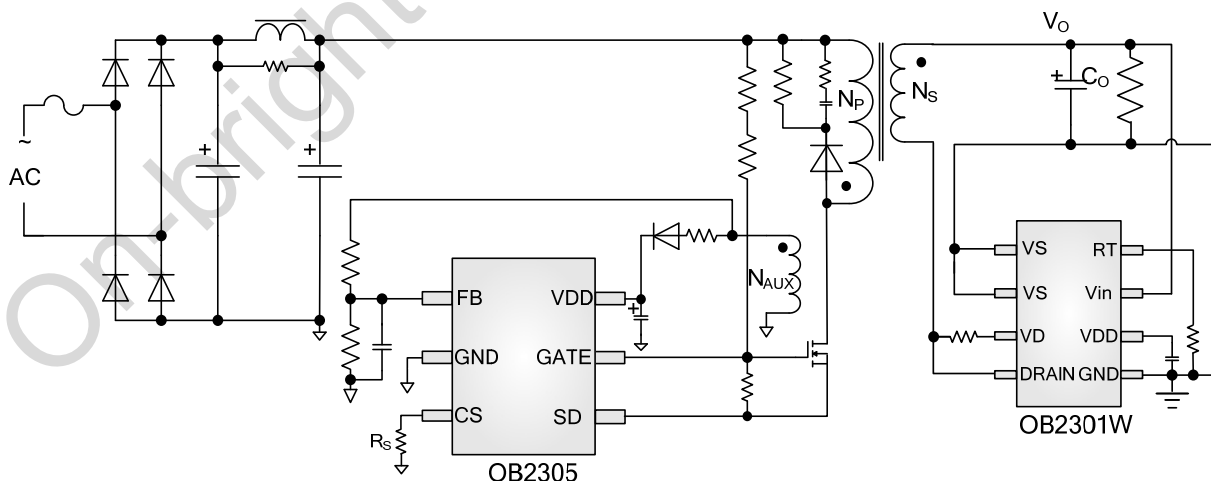 On-bright
~
AC
+
+
FB
GND
CS
VDD
GATE
SD
OB2305
RS
+
NAUX
NP
NS
VO
+
CO
VS
VS
VD
DRAIN
RT
Vin
VDD
GND
OB2301W